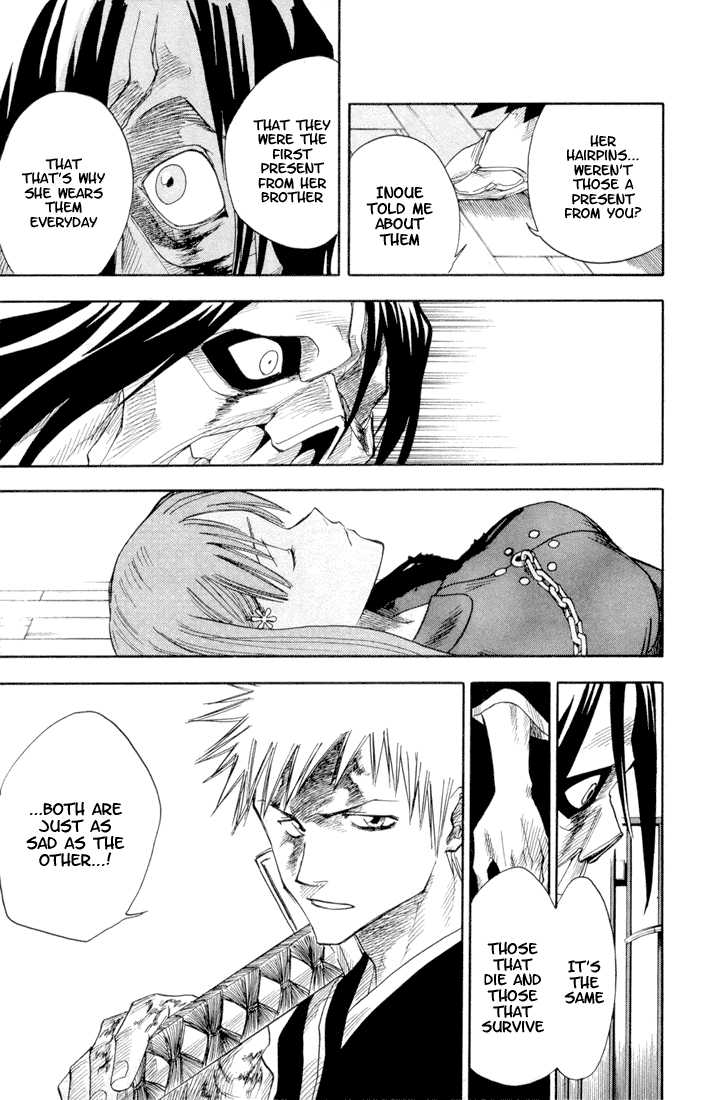 HER
HAIRPINS...
WEREN'T
THOSE A
PRESENT
FROM YOU?
INOUE
TOLD ME
ABOUT
THEM
THAT THEY
WERE THE
FIRST
PRESENT
FROM HER
BROTHER
THAT
THAT'S WHY
SHE WEARS
THEM
EVERYDAY
IT'S
THE
SAME
THOSE
THAT
DIE AND
THOSE
THAT
SURVIVE
...BOTH ARE
JUST AS
SAD AS THE
OTHER...!